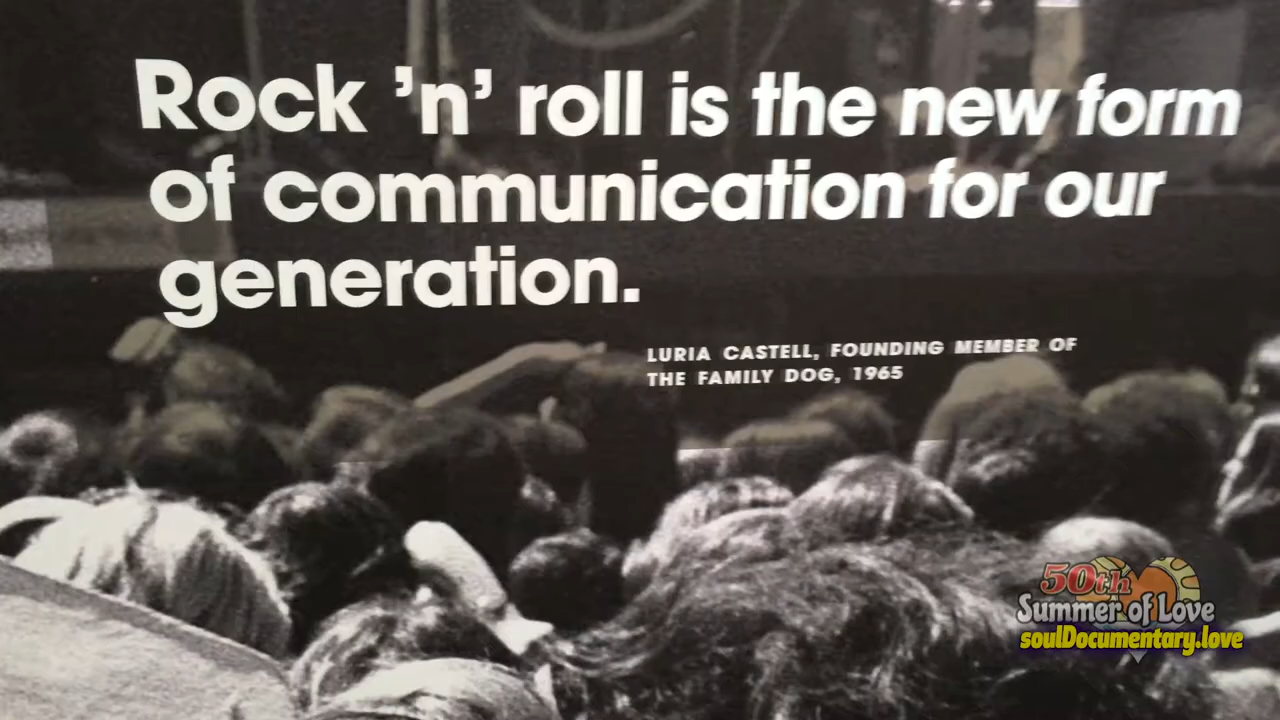 Rock ’n’ roll is the new form
of communication for our
generation.
LURIA CASTELL, FOUNDING MEMBER OF
THE FAMILY DOG, 1965
50th
Summer of Love
soulDocumentary.love